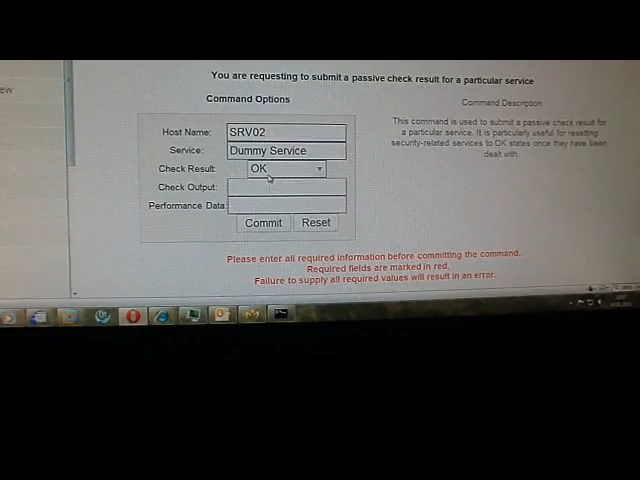 ew
You are requesting to submit a passive check result for a particular service
Command Options
Command Description
This command is used to submit a passive check result for
a particular service. It is particularly useful for resetting
security-related services to OK states once they have been
dealt with.
Host Name: SRV02
Service: Dummy Service
Check Result: OK
Check Output:
Performance Data:
Commit Reset
Please enter all required information before committing the command.
Required fields are marked in red.
Failure to supply all required values will result in an error.